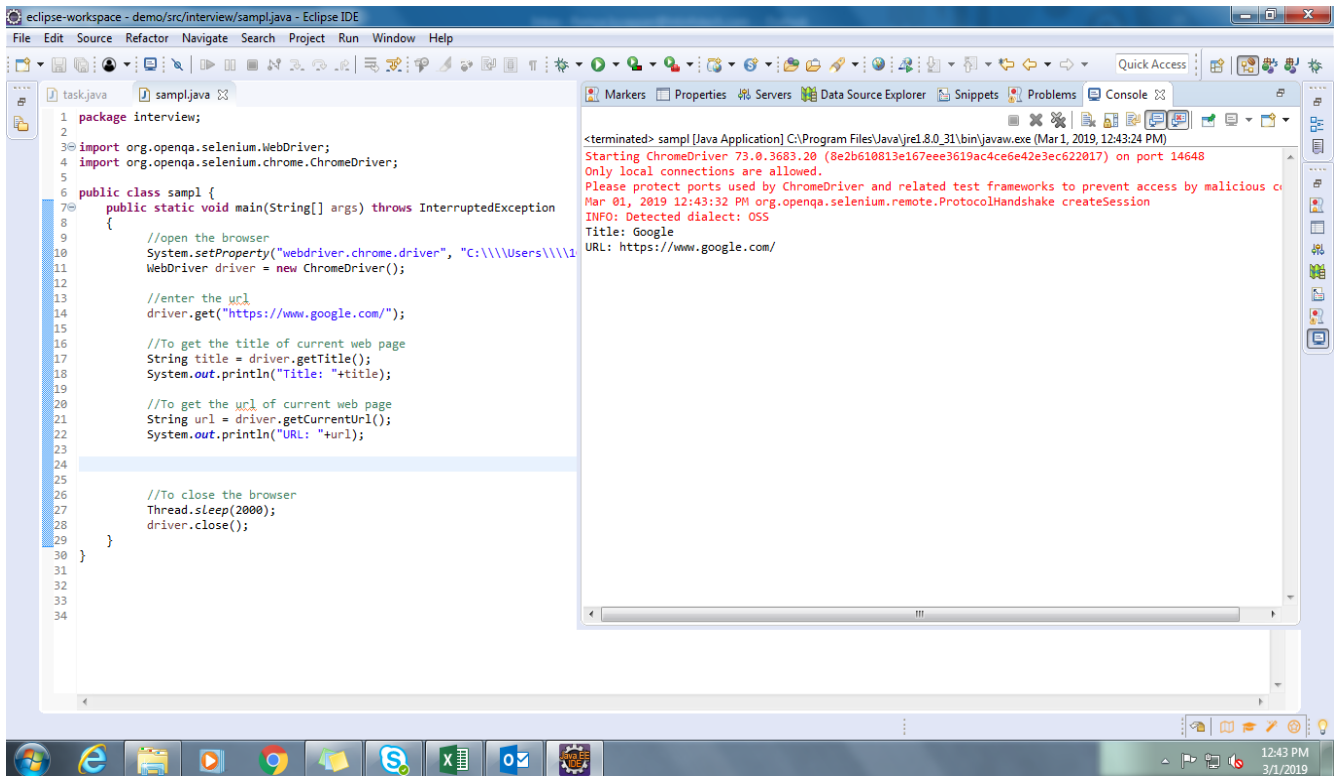 eclipse-workspace - demo/src/interview/sampl.java - Eclipse IDE
File Edit Source Refactor Navigate Search Project Run Window Help
Quick Access
task.java sampl.java
1 package interview;
2
3 import org.openqa.selenium.WebDriver;
4 import org.openqa.selenium.chrome.ChromeDriver;
5
6 public class sampl {
7 public static void main(String[] args) throws InterruptedException
8 {
9 //open the browser
10 System.setProperty("webdriver.chrome.driver", "C:\\\\Users\\\\1
11 WebDriver driver = new ChromeDriver();
12
13 //enter the url
14 driver.get("https://www.google.com/");
15
16 //To get the title of current web page
17 String title = driver.getTitle();
18 System.out.println("Title: "+title);
19
20 //To get the url of current web page
21 String url = driver.getCurrentUrl();
22 System.out.println("URL: "+url);
23
24
25
26 //To close the browser
27 Thread.sleep(2000);
28 driver.close();
29 }
30 }
31
32
33
34
Markers Properties Servers Data Source Explorer Snippets Problems Console
<terminated> sampl [Java Application] C:\Program Files\Java\jre1.8.0_31\bin\javaw.exe (Mar 1, 2019, 12:43:24 PM)
Starting ChromeDriver 73.0.3683.20 (8e2b610813e167eee3619ac4ce6e42e3ec622017) on port 14648
Only local connections are allowed.
Please protect ports used by ChromeDriver and related test frameworks to prevent access by malicious
Mar 01, 2019 12:43:32 PM org.openqa.selenium.remote.ProtocolHandshake createSession
INFO: Detected dialect: OSS
Title: Google
URL: https://www.google.com/
Java EE
IDE
12:43 PM
3/1/2019